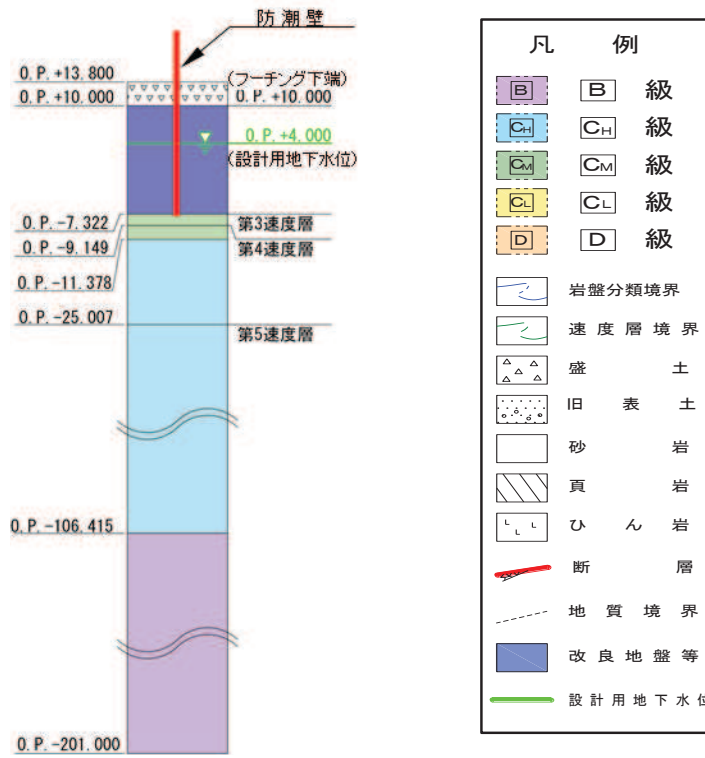 防潮壁
O.P.+13.800
(フーチング下端)
O.P.+10.000
O.P.+10.000
O.P.+4.000
(設計用地下水位)
O.P.-7.322
第3速度層
O.P.-9.149
第4速度層
O.P.-11.378
O.P.-25.007
第5速度層
O.P.-106.415
O.P.-201.000
凡 例
B B 級
CH CH 級
CM CM 級
CL CL 級
D D 級
岩盤分類境界
速度層境界
盛土
旧表土
砂岩
頁岩
ひん岩
断層
地質境界
改良地盤等
設計用地下水位